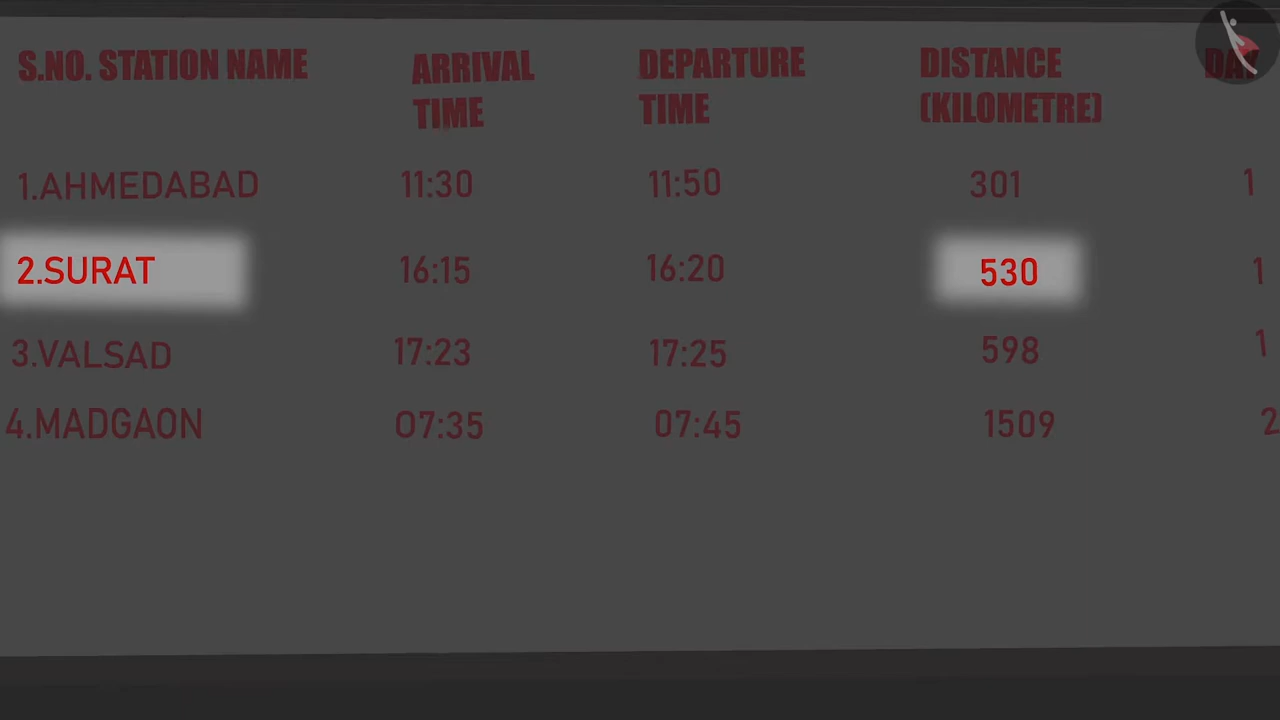 S.NO. STATION NAME ARRIVAL TIME DEPARTURE TIME DISTANCE (KILOMETRE) DAY
1.AHMEDABAD 11:30 11:50 301 1
2.SURAT 16:15 16:20 530 1
3.VALSAD 17:23 17:25 598 1
4.MADGAON 07:35 07:45 1509 2